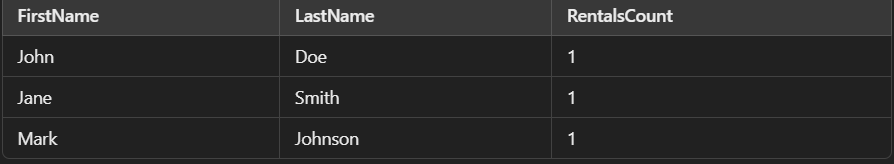 FirstName LastName RentalsCount
John Doe 1
Jane Smith 1
Mark Johnson 1